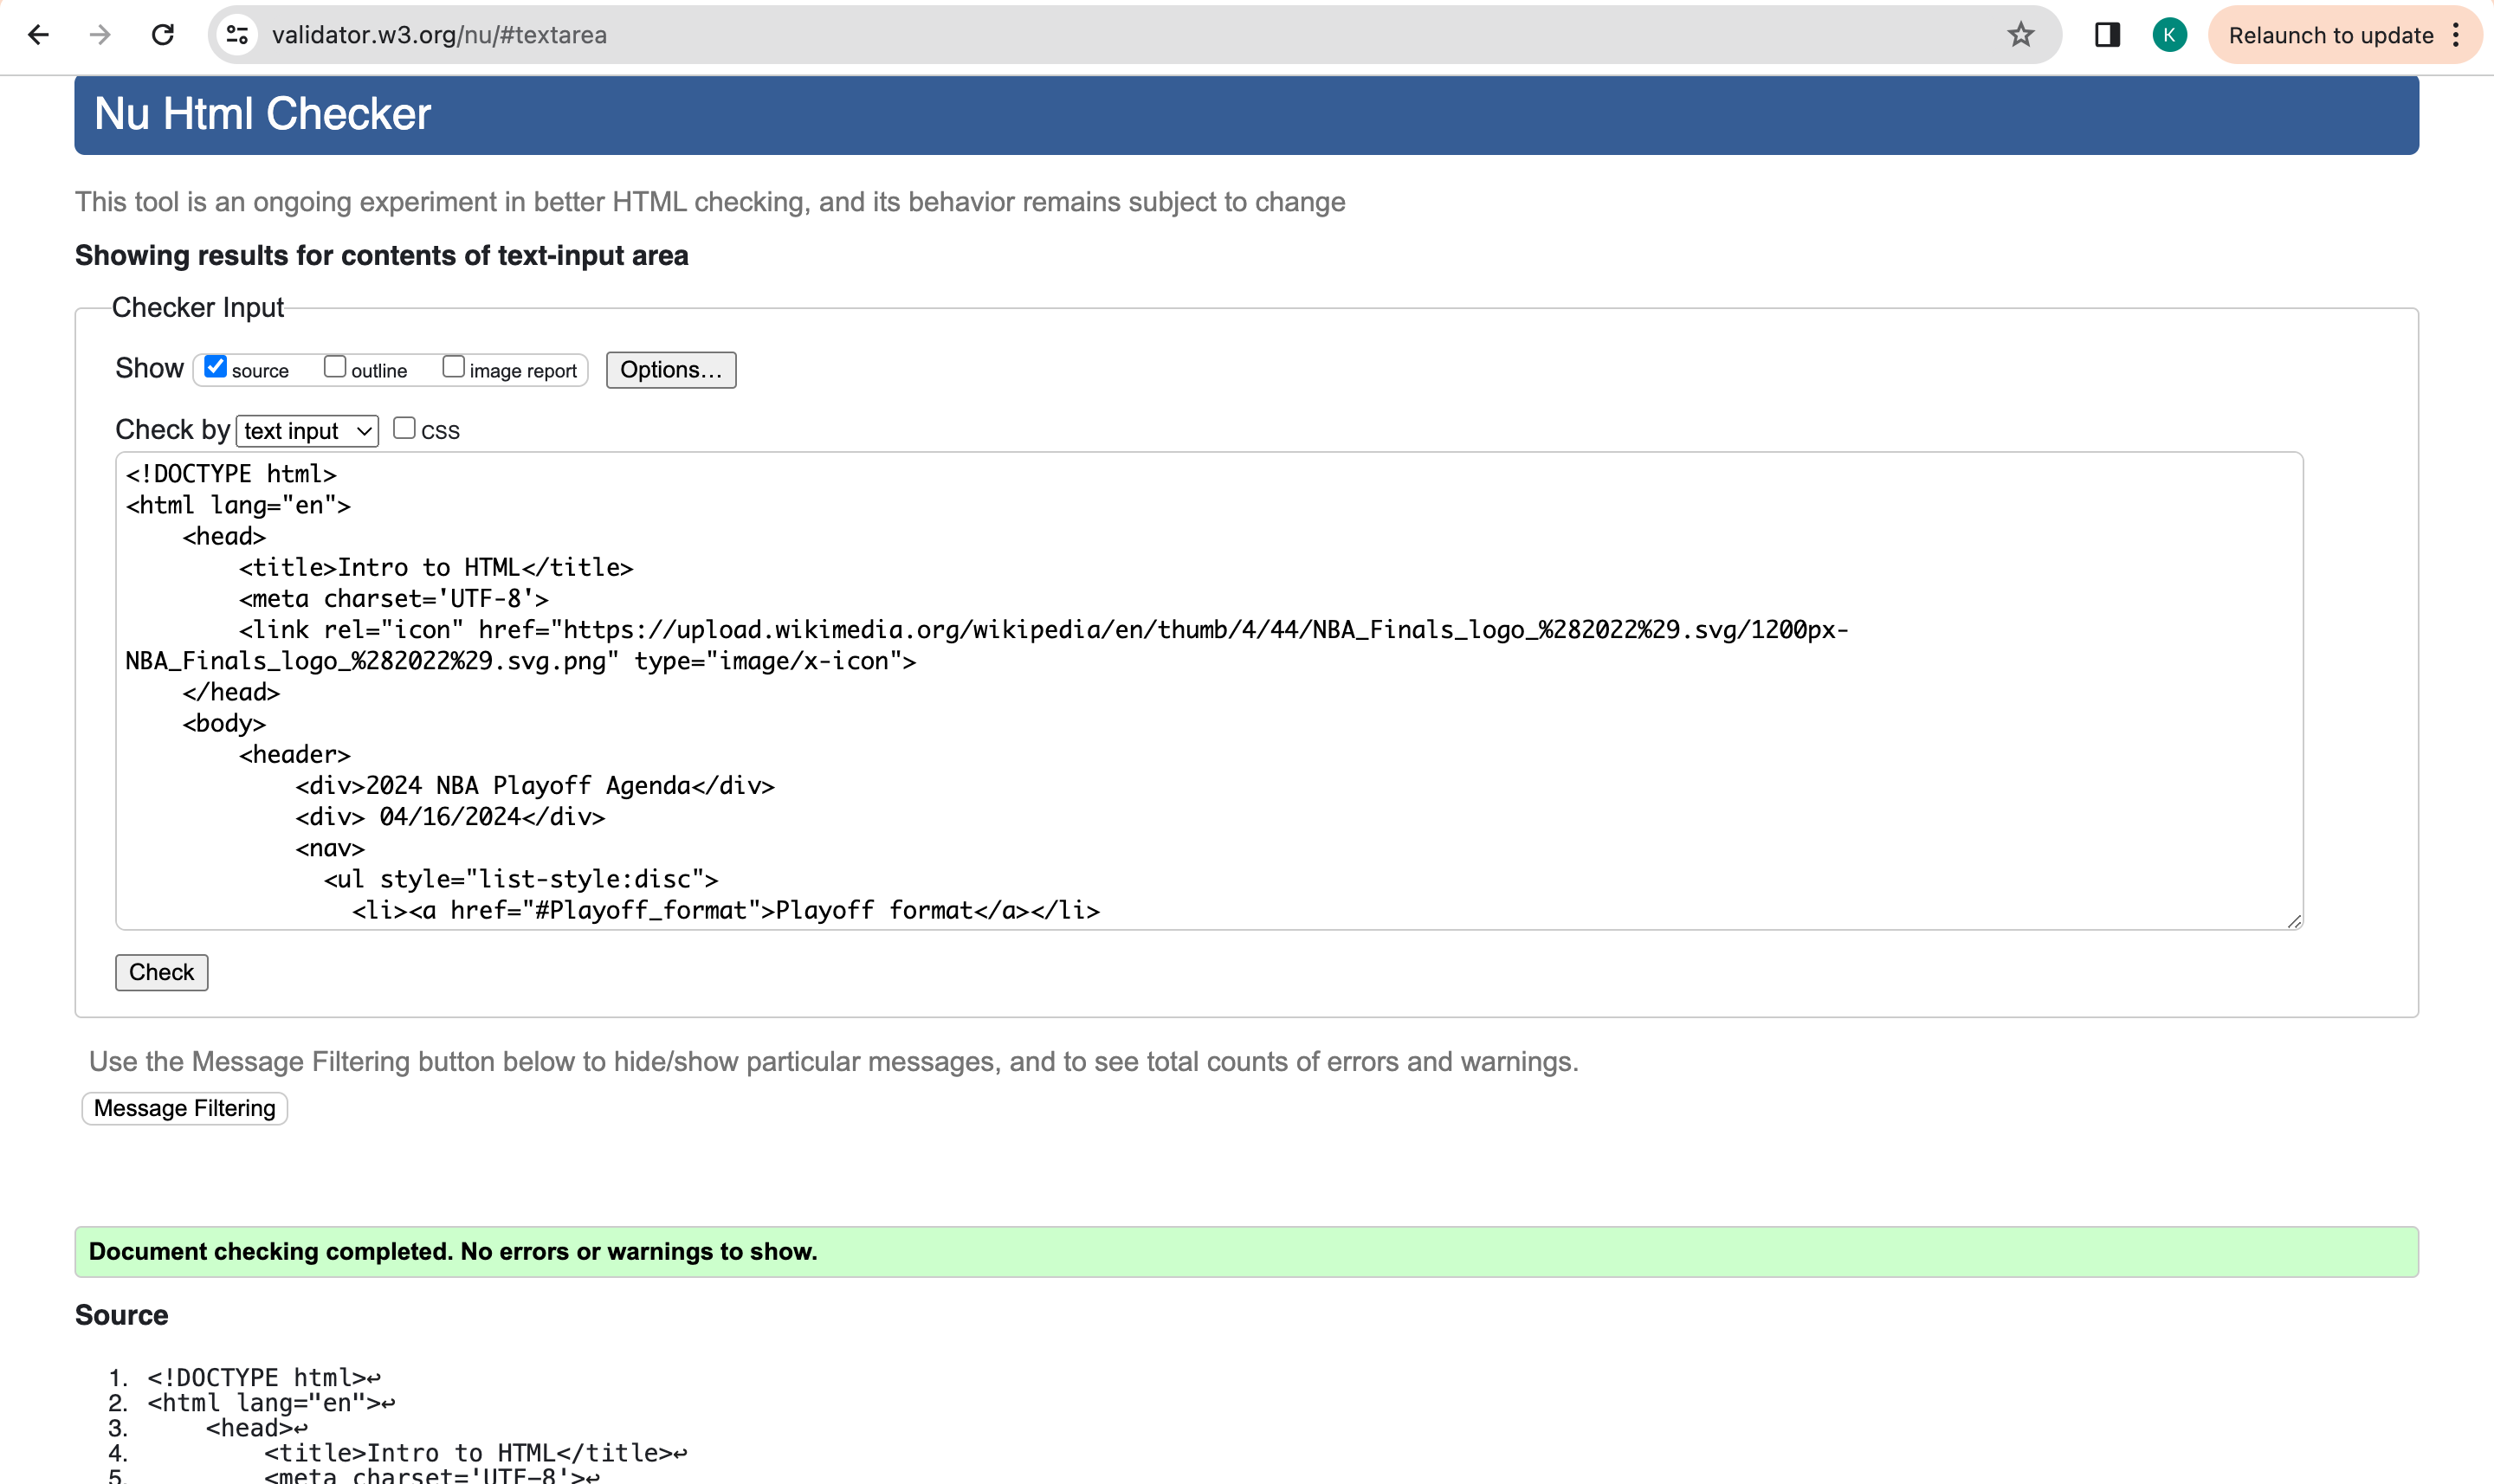 validator.w3.org/nu/#textarea
K
Relaunch to update
Nu Html Checker
This tool is an ongoing experiment in better HTML checking, and its behavior remains subject to change
Showing results for contents of text-input area
Checker Input
Show source outline image report Options...
Check by text input CSS
<!DOCTYPE html>
<html lang="en">
    <head>
        <title>Intro to HTML</title>
        <meta charset='UTF-8'>
        <link rel="icon" href="https://upload.wikimedia.org/wikipedia/en/thumb/4/44/NBA_Finals_logo_%282022%29.svg/1200px-
NBA_Finals_logo_%282022%29.svg.png" type="image/x-icon">
    </head>
    <body>
        <header>
            <div>2024 NBA Playoff Agenda</div>
            <div> 04/16/2024</div>
            <nav>
              <ul style="list-style:disc">
                <li><a href="#Playoff_format">Playoff format</a></li>
Check
Use the Message Filtering button below to hide/show particular messages, and to see total counts of errors and warnings.
Message Filtering
Document checking completed. No errors or warnings to show.
Source
1. <!DOCTYPE html>↩
2. <html lang="en">↩
3.     <head>↩
4.         <title>Intro to HTML</title>↩
5.         <meta charset='UTF-8'>↩